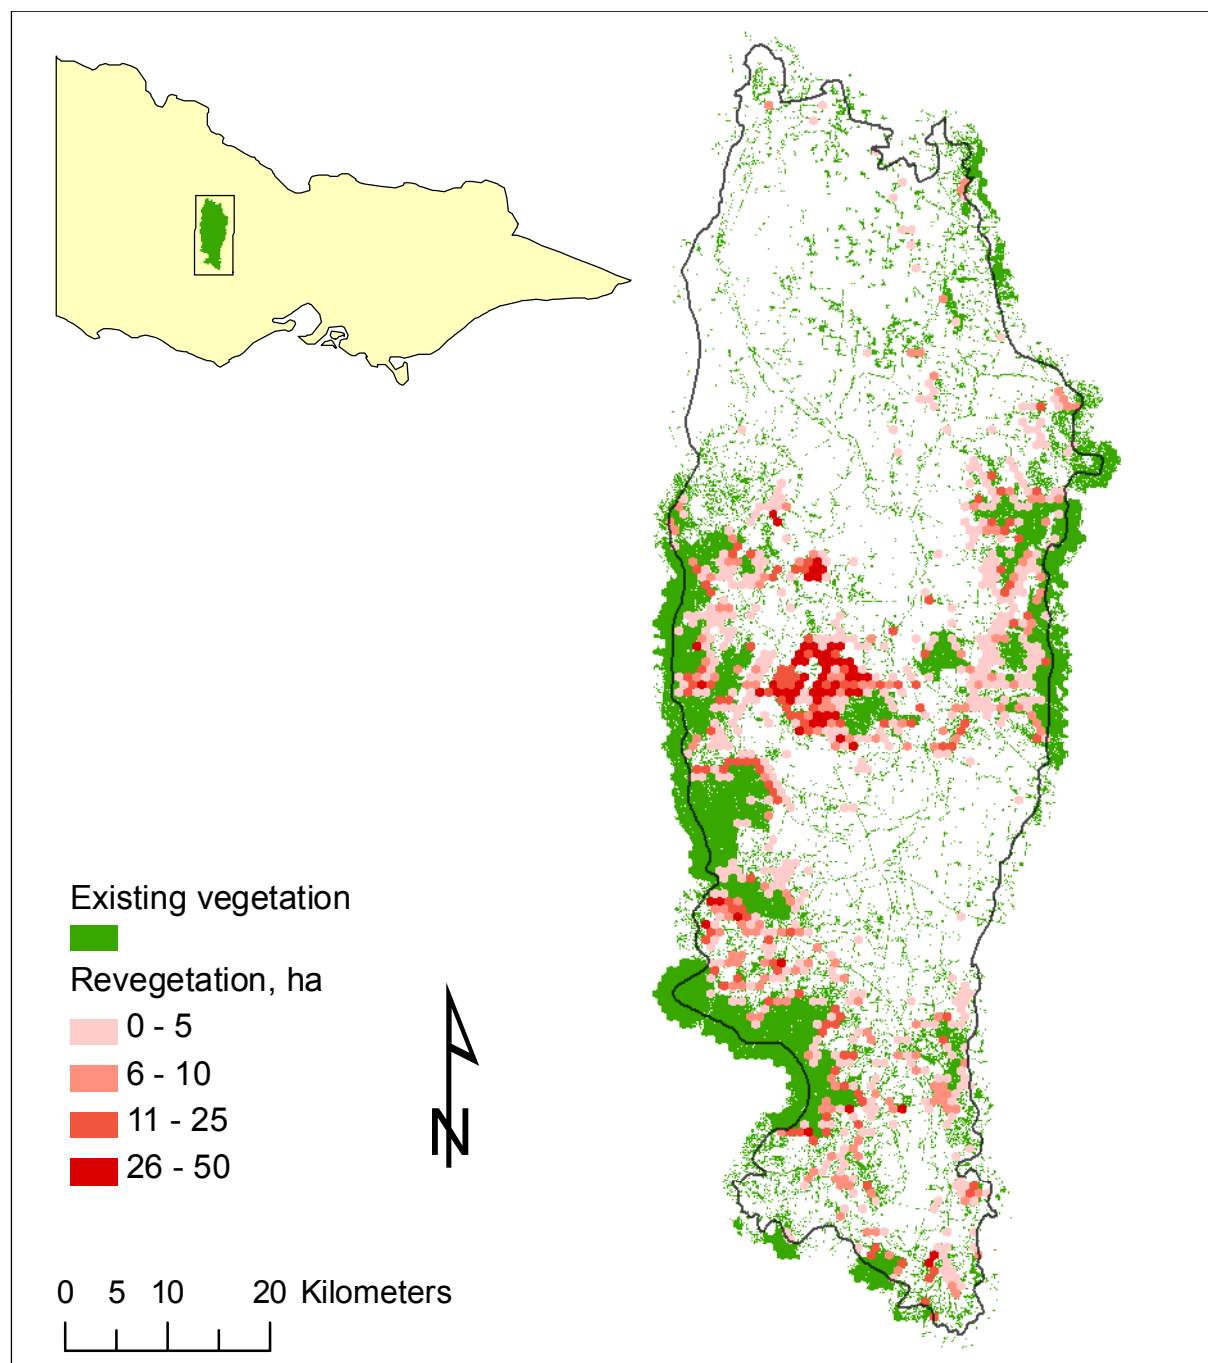 Existing vegetation
Revegetation, ha
0 - 5
6 - 10
11 - 25
26 - 50
N
0 5 10 20 Kilometers